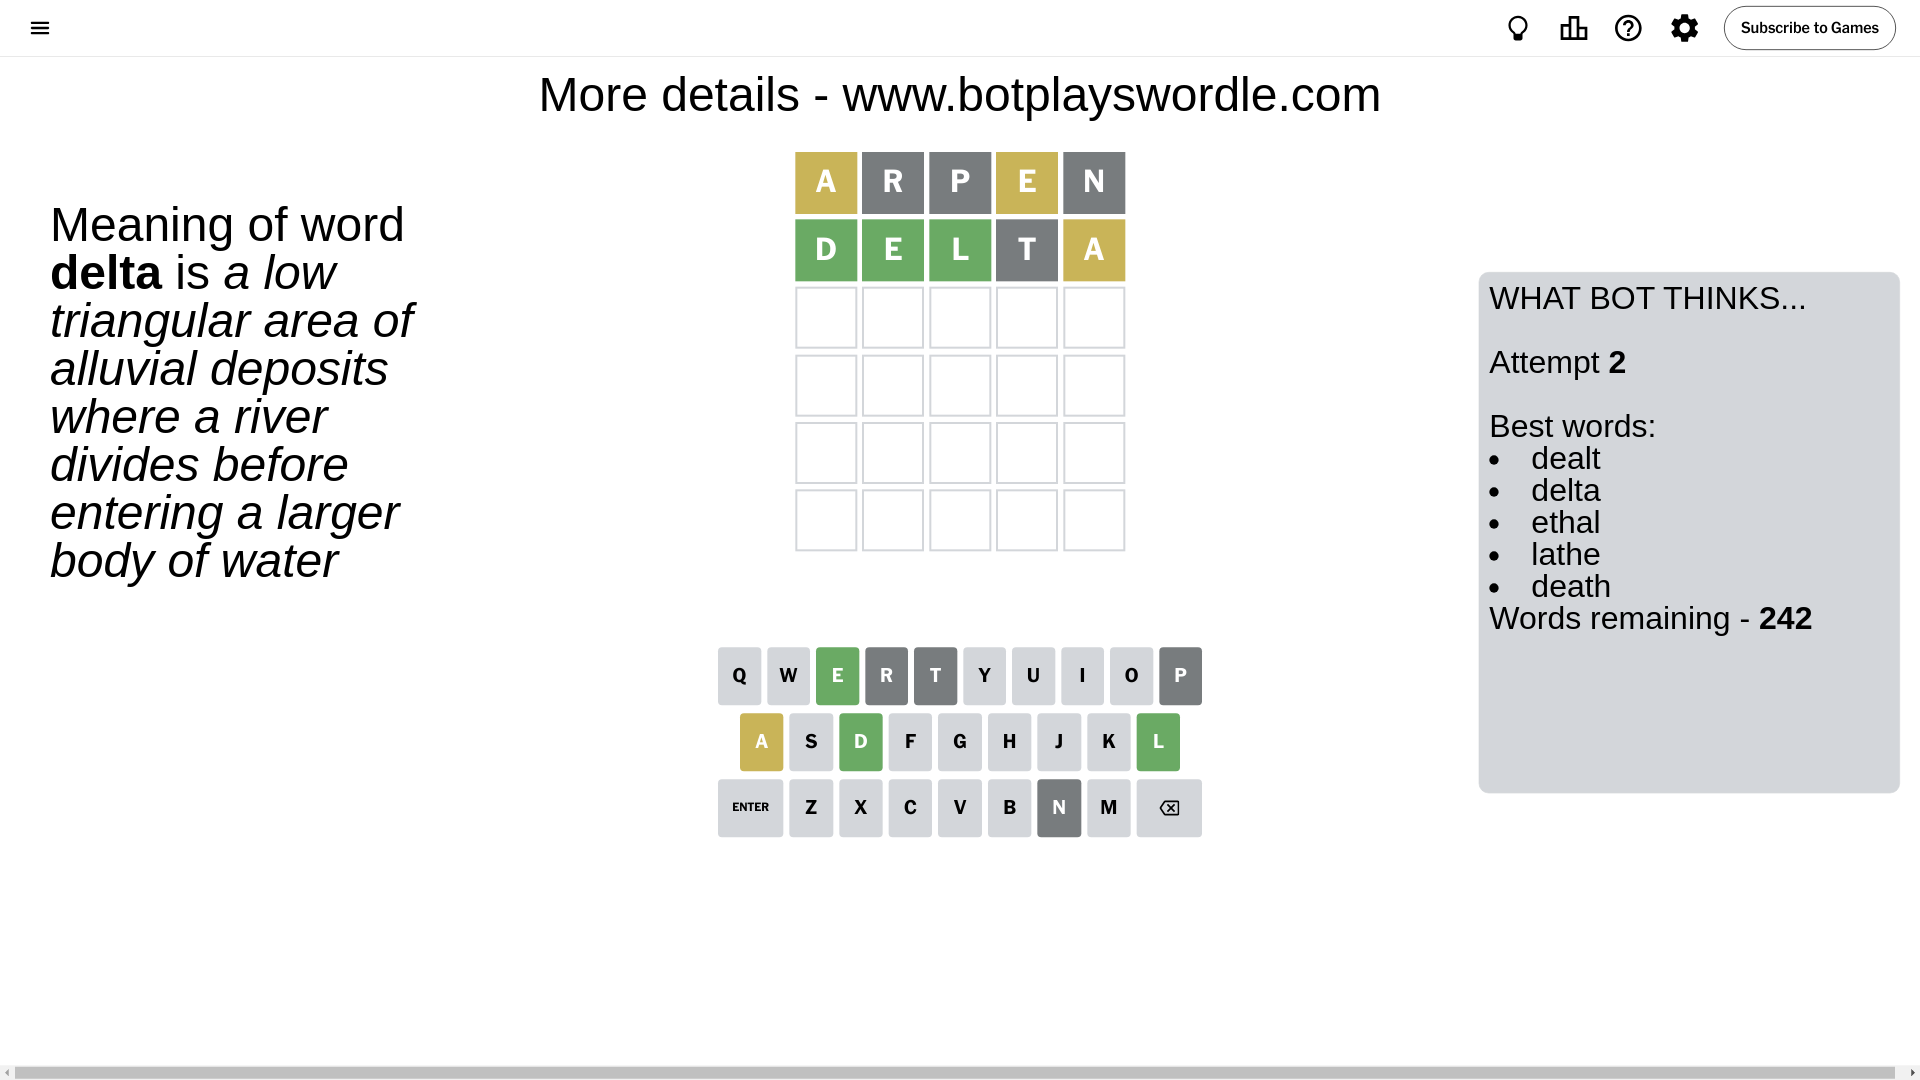 Subscribe to Games
More details - www.botplayswordle.com
Meaning of word
delta is a low
triangular area of
alluvial deposits
where a river
divides before
entering a larger
body of water
A R P E N
D E L T A
WHAT BOT THINKS...
Attempt 2
Best words:
• dealt
• delta
• ethal
• lathe
• death
Words remaining - 242
Q W E R T Y U I O P
A S D F G H J K L
ENTER Z X C V B N M